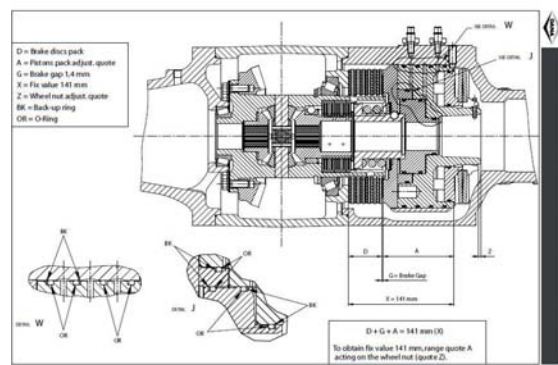 D = Brake discs pack
A = Pistons pack adjust. quote
G = Brake gap 1,4 mm
X = Fix value 141 mm
Z = Wheel nut adjust. quote
BK = Back-up ring
OR = O-Ring
SEE DETAIL W
SEE DETAIL J
BK
OR
OR
DETAIL W
BK
OR
BK
OR
DETAIL J
D
A
Z
G = Brake Gap
X = 141 mm
D + G + A = 141 mm (X)
To obtain fix value 141 mm, range quote A
acting on the wheel nut (quote Z).